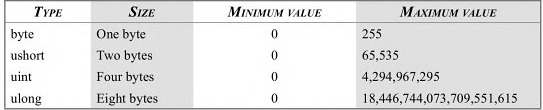 TYPE SIZE MINIMUM VALUE MAXIMUM VALUE
byte One byte 0 255
ushort Two bytes 0 65,535
uint Four bytes 0 4,294,967,295
ulong Eight bytes 0 18,446,744,073,709,551,615